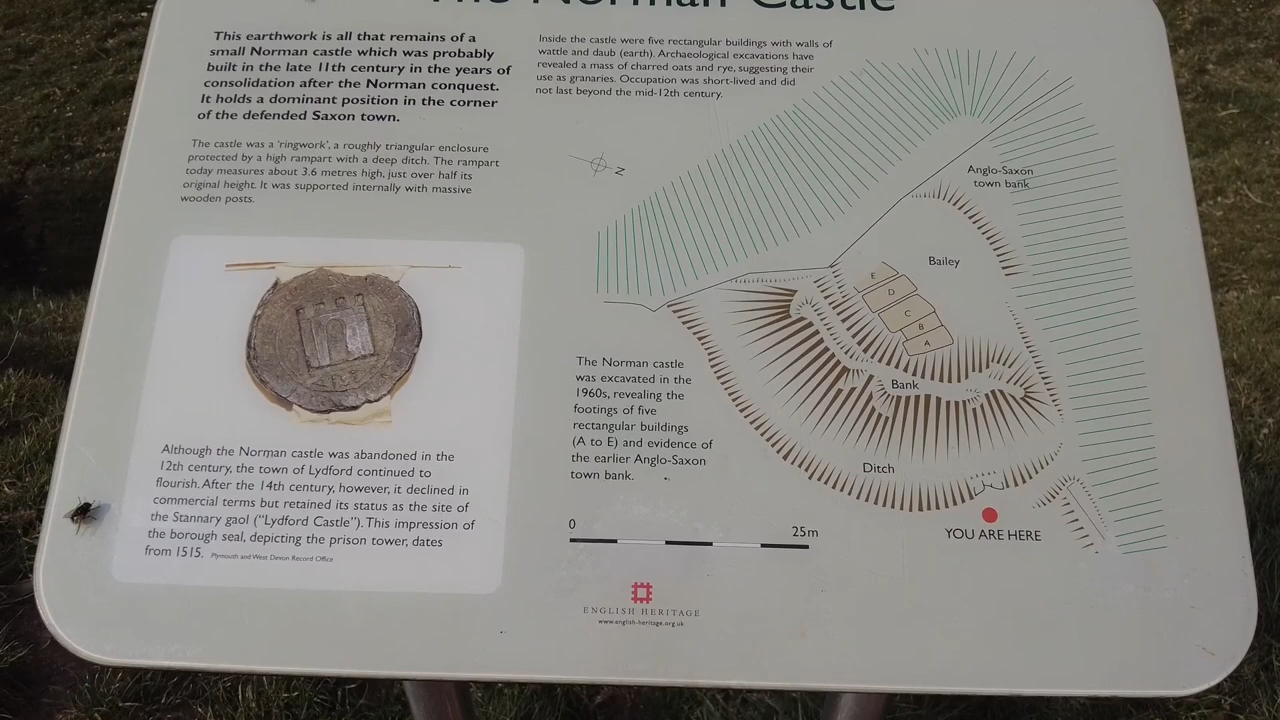 The Norman Castle
This earthwork is all that remains of a
small Norman castle which was probably
built in the late 11th century in the years of
consolidation after the Norman conquest.
It holds a dominant position in the corner
of the defended Saxon town.
The castle was a 'ringwork', a roughly triangular enclosure
protected by a high rampart with a deep ditch. The rampart
today measures about 3.6 metres high, just over half its
original height. It was supported internally with massive
wooden posts.
Although the Norman castle was abandoned in the
12th century, the town of Lydford continued to
flourish. After the 14th century, however, it declined in
commercial terms but retained its status as the site of
the Stannary gaol ("Lydford Castle"). This impression of
the borough seal, depicting the prison tower, dates
from 1515. Plymouth and West Devon Record Office
Inside the castle were five rectangular buildings with walls of
wattle and daub (earth). Archaeological excavations have
revealed a mass of charred oats and rye, suggesting their
use as granaries. Occupation was short-lived and did
not last beyond the mid-12th century.
N
Anglo-Saxon
town bank
Bailey
E
D
C
B
A
Bank
Ditch
The Norman castle
was excavated in the
1960s, revealing the
footings of five
rectangular buildings
(A to E) and evidence of
the earlier Anglo-Saxon
town bank.
YOU ARE HERE
0 25m
ENGLISH HERITAGE
www.english-heritage.org.uk